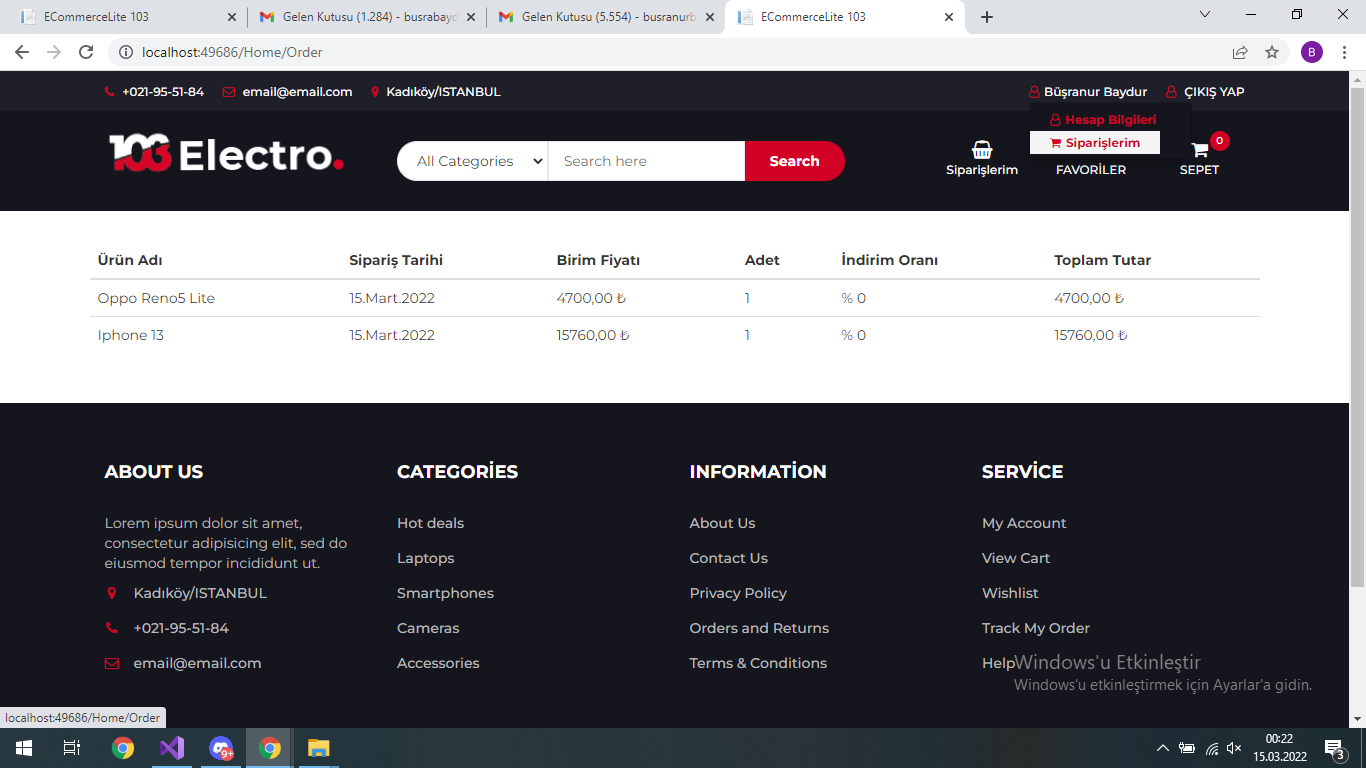 ECommerceLite 103
Gelen Kutusu (1.284) - busrabayd
Gelen Kutusu (5.554) - busranurb
ECommerceLite 103
localhost:49686/Home/Order
B
+021-95-51-84
email@email.com
Kadıköy/ISTANBUL
Büşranur Baydur
ÇIKIŞ YAP
Hesap Bilgileri
Siparişlerim
103 Electro.
All Categories
Search here
Search
Siparişlerim
FAVORİLER
0
SEPET
Ürün Adı Sipariş Tarihi Birim Fiyatı Adet İndirim Oranı Toplam Tutar
Oppo Reno5 Lite 15.Mart.2022 4700,00 ₺ 1 % 0 4700,00 ₺
Iphone 13 15.Mart.2022 15760,00 ₺ 1 % 0 15760,00 ₺
ABOUT US
Lorem ipsum dolor sit amet,
consectetur adipisicing elit, sed do
eiusmod tempor incididunt ut.
Kadıköy/ISTANBUL
+021-95-51-84
email@email.com
CATEGORİES
Hot deals
Laptops
Smartphones
Cameras
Accessories
INFORMATİON
About Us
Contact Us
Privacy Policy
Orders and Returns
Terms & Conditions
SERVİCE
My Account
View Cart
Wishlist
Track My Order
Help
Windows'u Etkinleştir
Windows'u etkinleştirmek için Ayarlar'a gidin.
localhost:49686/Home/Order
9+
00:22
15.03.2022
3